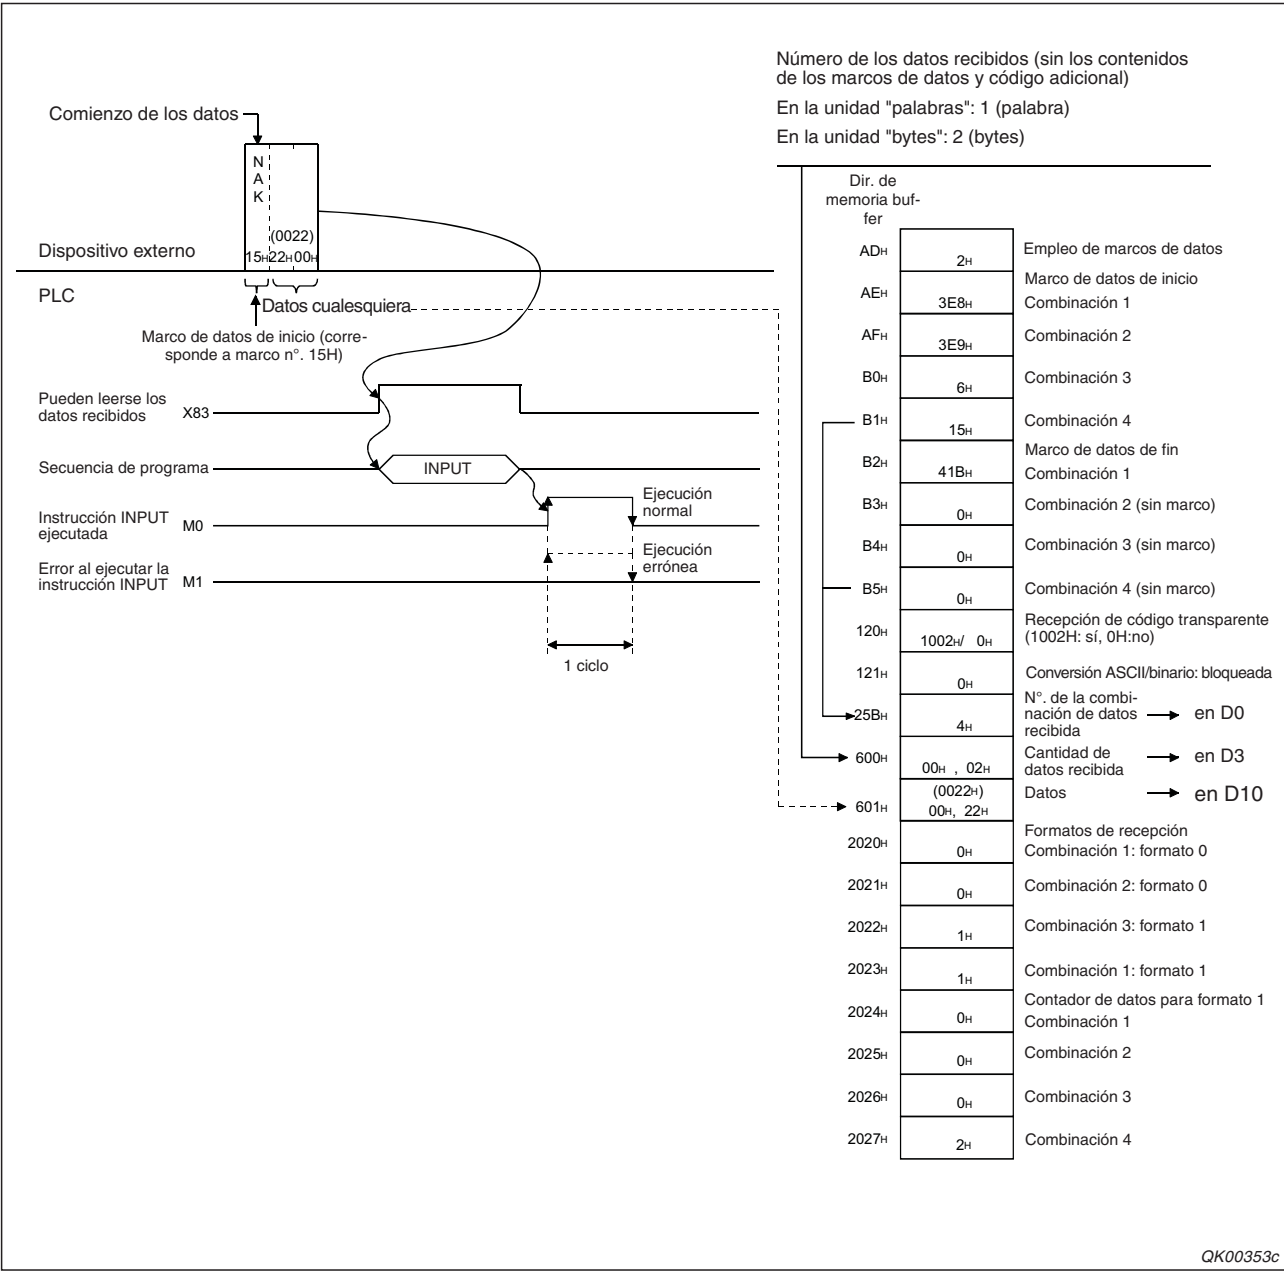 Número de los datos recibidos (sin los contenidos
de los marcos de datos y código adicional)
En la unidad "palabras": 1 (palabra)
En la unidad "bytes": 2 (bytes)
Comienzo de los datos
N
A
K
(0022)
15H 22H 00H
Dispositivo externo
PLC
Datos cualesquiera
Marco de datos de inicio (corre-
sponde a marco n°. 15H)
Pueden leerse los
datos recibidos
X83
Secuencia de programa
INPUT
Instrucción INPUT
ejecutada
M0
Ejecución
normal
Error al ejecutar la
instrucción INPUT
M1
Ejecución
errónea
1 ciclo
Dir. de
memoria buf-
fer
ADH 2H Empleo de marcos de datos
Marco de datos de inicio
AEH 3E8H Combinación 1
AFH 3E9H Combinación 2
B0H 6H Combinación 3
B1H 15H Combinación 4
Marco de datos de fin
B2H 41BH Combinación 1
B3H 0H Combinación 2 (sin marco)
B4H 0H Combinación 3 (sin marco)
B5H 0H Combinación 4 (sin marco)
Recepción de código transparente
120H 1002H/ 0H (1002H: sí, 0H:no)
121H 0H Conversión ASCII/binario: bloqueada
N°. de la combi-
25BH 4H nación de datos en D0
recibida
600H 00H , 02H Cantidad de en D3
datos recibida
(0022H)
601H 00H, 22H Datos en D10
Formatos de recepción
2020H 0H Combinación 1: formato 0
2021H 0H Combinación 2: formato 0
2022H 1H Combinación 3: formato 1
2023H 1H Combinación 1: formato 1
Contador de datos para formato 1
2024H 0H Combinación 1
2025H 0H Combinación 2
2026H 0H Combinación 3
2027H 2H Combinación 4
QK00353c